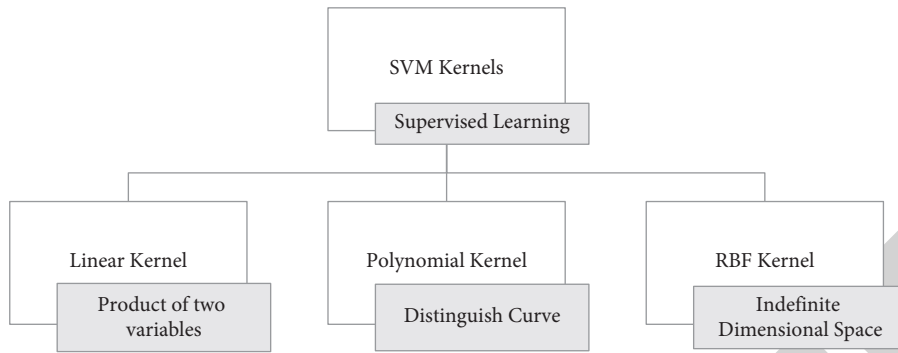 SVM Kernels
Supervised Learning
Linear Kernel
Product of two
variables
Polynomial Kernel
Distinguish Curve
RBF Kernel
Indefinite
Dimensional Space